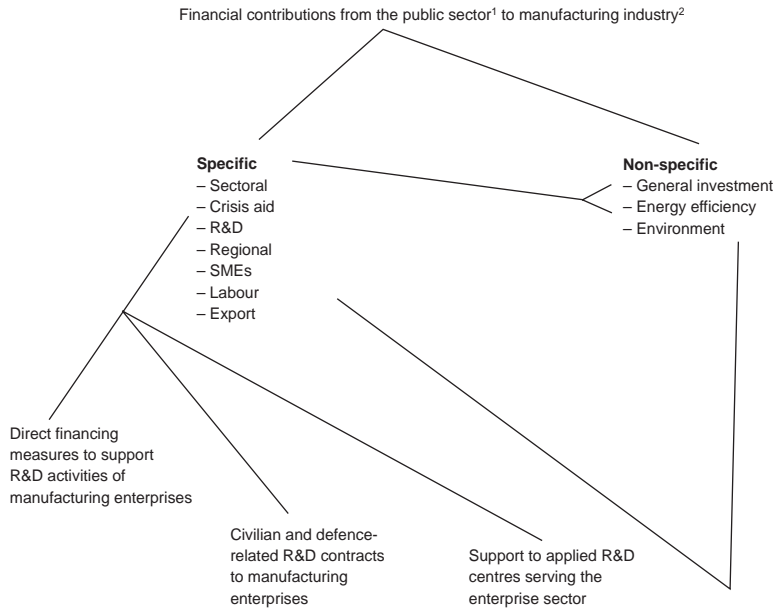 Financial contributions from the public sector¹ to manufacturing industry²
Specific
– Sectoral
– Crisis aid
– R&D
– Regional
– SMEs
– Labour
– Export
Non-specific
– General investment
– Energy efficiency
– Environment
Direct financing
measures to support
R&D activities of
manufacturing enterprises
Civilian and defence-
related R&D contracts
to manufacturing
enterprises
Support to applied R&D
centres serving the
enterprise sector